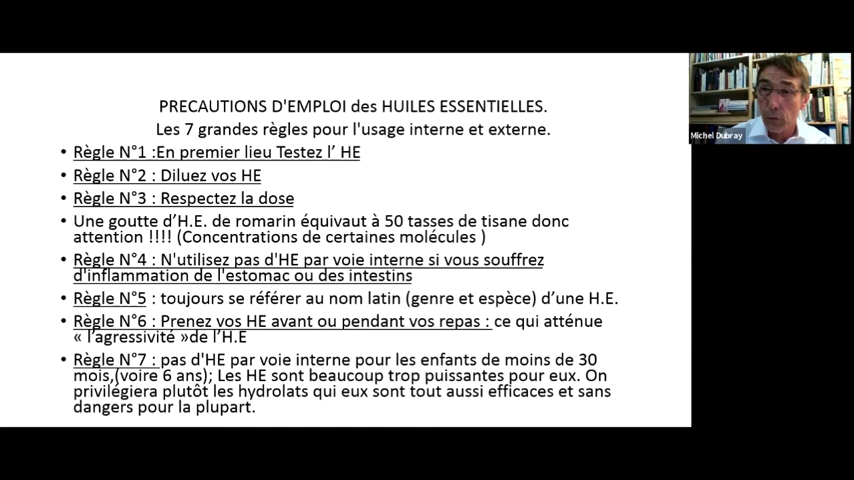 PRECAUTIONS D'EMPLOI des HUILES ESSENTIELLES.
Les 7 grandes règles pour l'usage interne et externe.
• Règle N°1 :En premier lieu Testez l' HE
• Règle N°2 : Diluez vos HE
• Règle N°3 : Respectez la dose
• Une goutte d'H.E. de romarin équivaut à 50 tasses de tisane donc
attention !!!! (Concentrations de certaines molécules )
• Règle N°4 : N'utilisez pas d'HE par voie interne si vous souffrez
d'inflammation de l'estomac ou des intestins
• Règle N°5 : toujours se référer au nom latin (genre et espèce) d'une H.E.
• Règle N°6 : Prenez vos HE avant ou pendant vos repas : ce qui atténue
« l'agressivité »de l'H.E
• Règle N°7 : pas d'HE par voie interne pour les enfants de moins de 30
mois,(voire 6 ans); Les HE sont beaucoup trop puissantes pour eux. On
privilégiera plutôt les hydrolats qui eux sont tout aussi efficaces et sans
dangers pour la plupart.
Michel Dubray